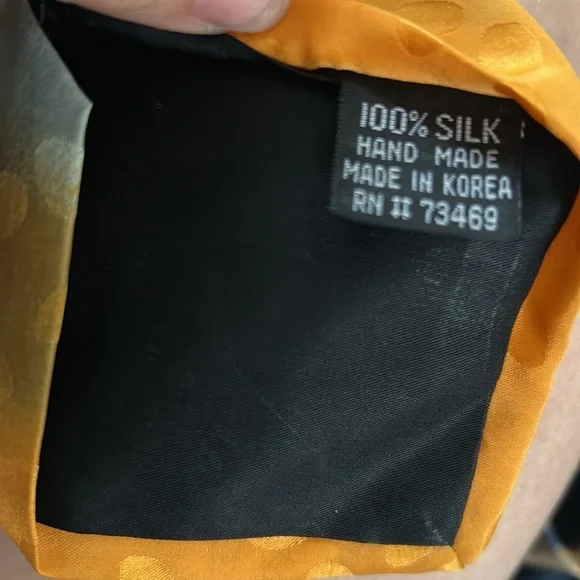 100% SILK
HAND MADE
MADE IN KOREA
RN # 73469